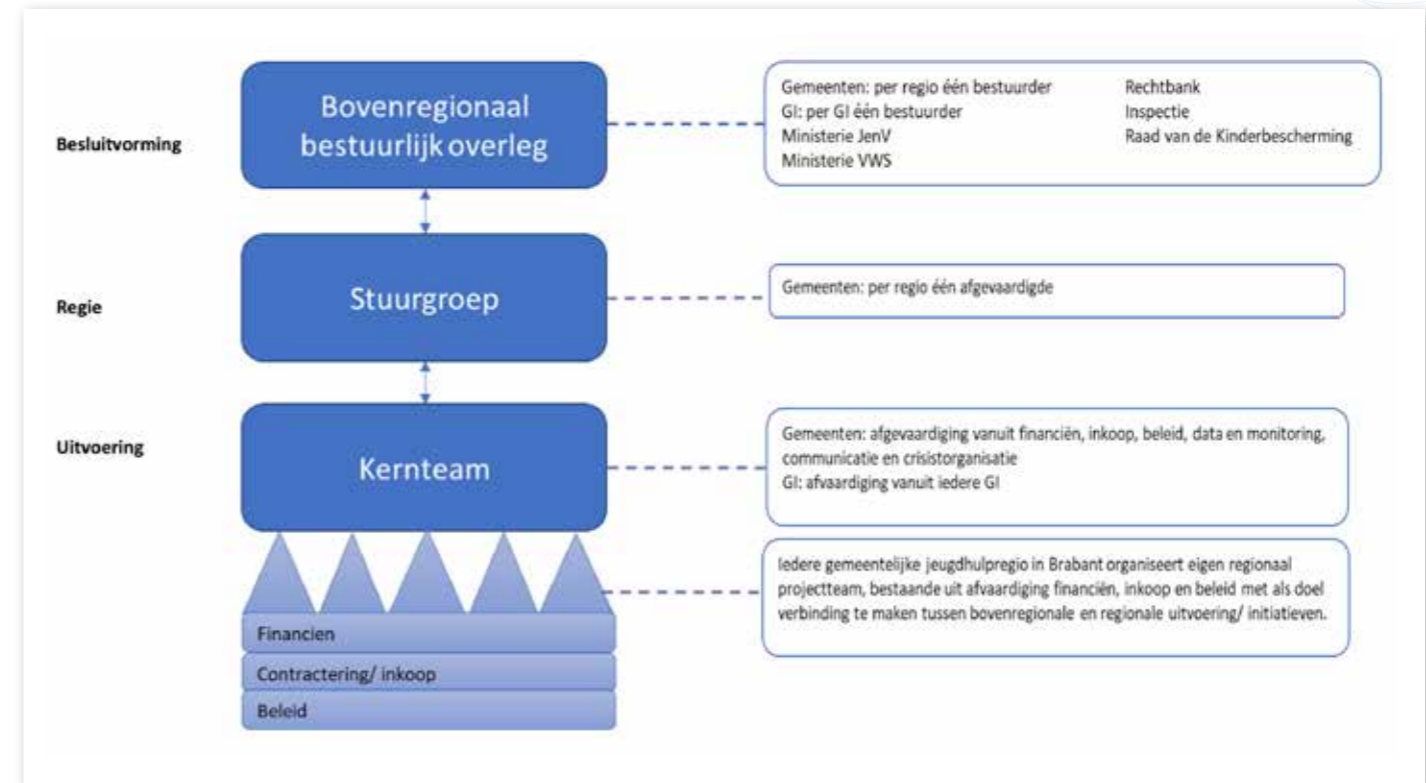 Besluitvorming
Bovenregionaal
bestuurlijk overleg
Gemeenten: per regio één bestuurder
GI: per GI één bestuurder
Ministerie JenV
Ministerie VWS
Rechtbank
Inspectie
Raad van de Kinderbescherming
Regie
Stuurgroep
Gemeenten: per regio één afgevaardigde
Uitvoering
Kernteam
Gemeenten: afgevaardiging vanuit financiën, inkoop, beleid, data en monitoring,
communicatie en crisistorganisatie
GI: afvaardiging vanuit iedere GI
Iedere gemeentelijke jeugdhulpregio in Brabant organiseert eigen regionaal
projectteam, bestaande uit afvaardiging financiën, inkoop en beleid met als doel
verbinding te maken tussen bovenregionale en regionale uitvoering/ initiatieven.
Financien
Contractering/ inkoop
Beleid